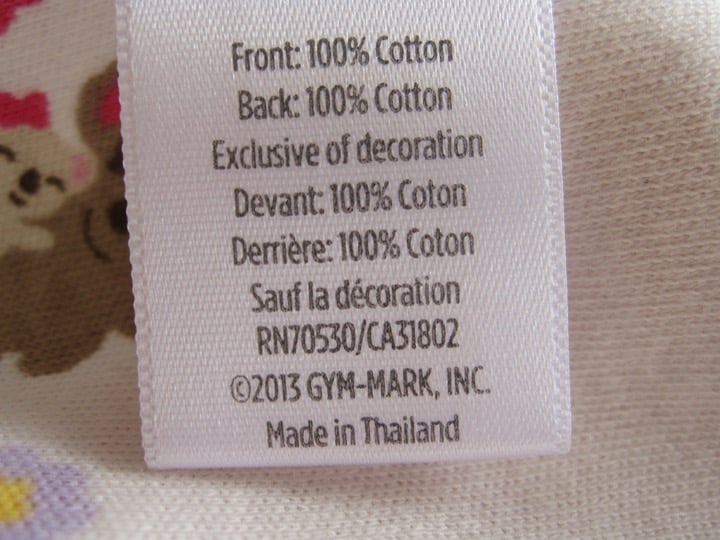 Front: 100% Cotton
Back: 100% Cotton
Exclusive of decoration
Devant: 100% Coton
Derrière: 100% Coton
Sauf la décoration
RN70530/CA31802
©2013 GYM-MARK, INC.
Made in Thailand